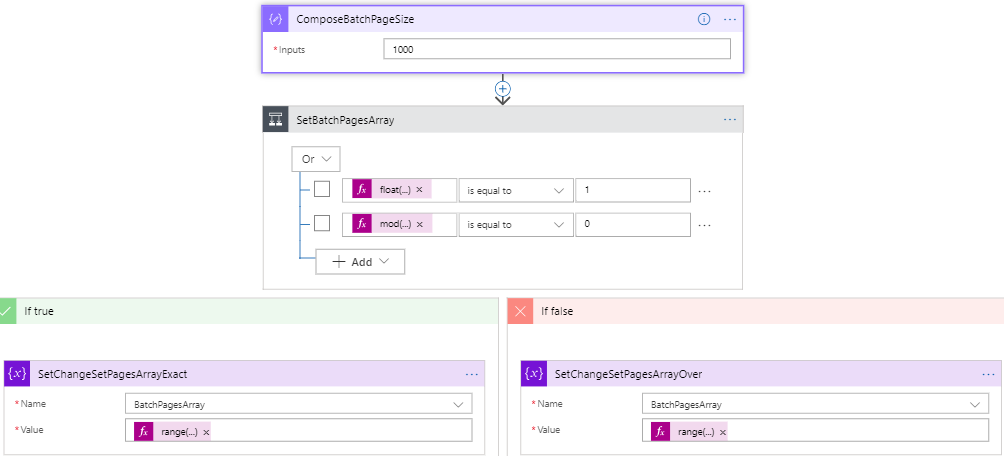 ComposeBatchPageSize
* Inputs 1000
SetBatchPagesArray
Or
fx float(...) × is equal to 1
fx mod(...) × is equal to 0
Add
If true
If false
{x} SetChangeSetPagesArrayExact
* Name BatchPagesArray
* Value fx range(...) ×
{x} SetChangeSetPagesArrayOver
* Name BatchPagesArray
* Value fx range(...) ×